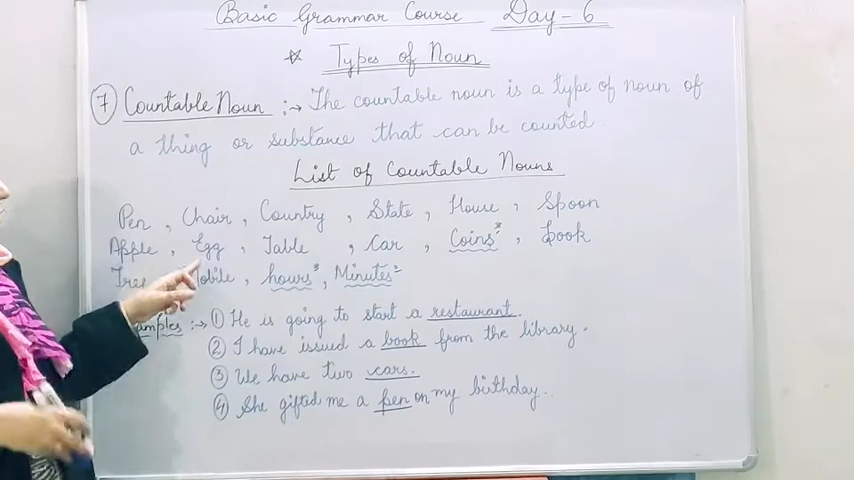 Basic Grammar Course Day-6
☆ Types of Noun
7 Countable Noun :→ The countable noun is a type of noun of
a thing or substance that can be counted.
List of Countable Nouns
Pen, Chair, Country, State, House, Spoon
Apple, Egg, Table, Car, Coins, Book
hours, Minutes
:→ 1 He is going to start a restaurant.
2 I have issued a book from the library.
3 We have two cars.
4 She gifted me a pen on my birthday.